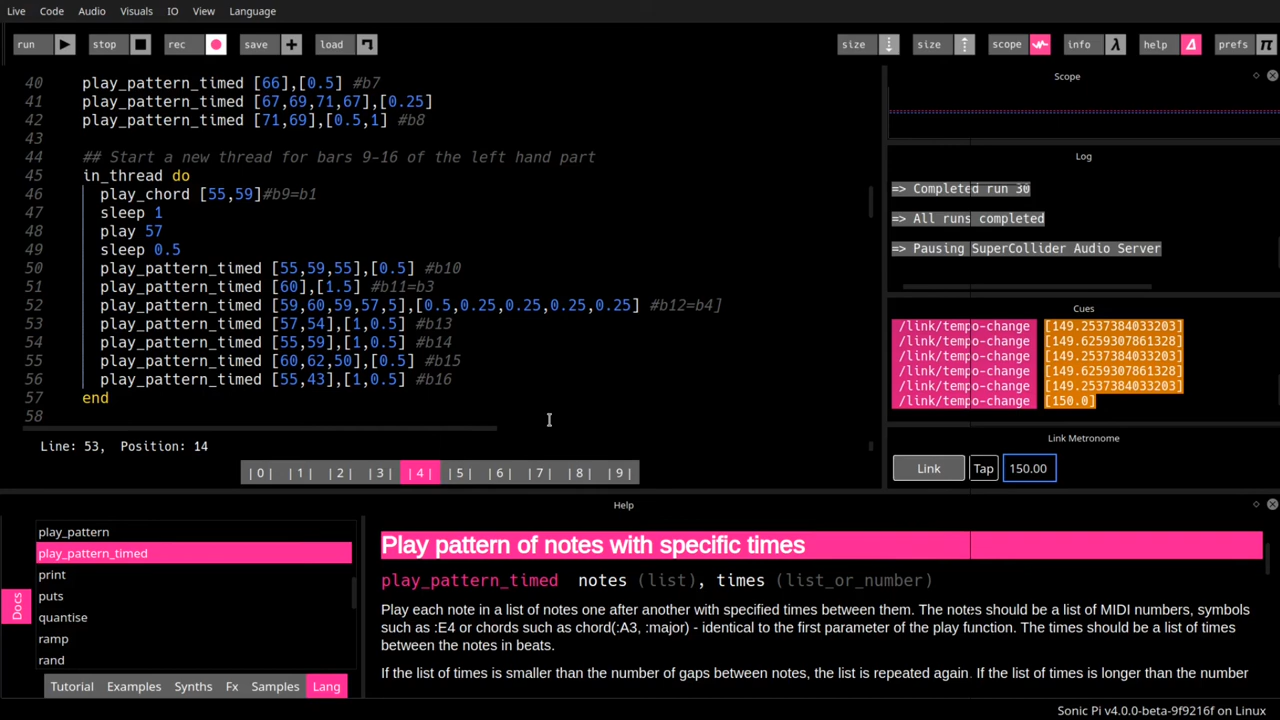 Live Code Audio Visuals IO View Language
run stop rec save load size size scope info help prefs
40 play_pattern_timed [66],[0.5] #b7
41 play_pattern_timed [67,69,71,67],[0.25]
42 play_pattern_timed [71,69],[0.5,1] #b8
43
44 ## Start a new thread for bars 9-16 of the left hand part
45 in_thread do
46 play_chord [55,59]#b9=b1
47 sleep 1
48 play 57
49 sleep 0.5
50 play_pattern_timed [55,59,55],[0.5] #b10
51 play_pattern_timed [60],[1.5] #b11=b3
52 play_pattern_timed [59,60,59,57,5],[0.5,0.25,0.25,0.25,0.25] #b12=b4]
53 play_pattern_timed [57,54],[1,0.5] #b13
54 play_pattern_timed [55,59],[1,0.5] #b14
55 play_pattern_timed [60,62,50],[0.5] #b15
56 play_pattern_timed [55,43],[1,0.5] #b16
57 end
58
Line: 53, Position: 14
|0| |1| |2| |3| |4| |5| |6| |7| |8| |9|
Scope
Log
=> Completed run 30
=> All runs completed
=> Pausing SuperCollider Audio Server
Cues
/link/tempo-change [149.2537384033203]
/link/tempo-change [149.6259307861328]
/link/tempo-change [149.2537384033203]
/link/tempo-change [149.6259307861328]
/link/tempo-change [149.2537384033203]
/link/tempo-change [150.0]
Link Metronome
Link Tap 150.00
Help
Docs
play_pattern
play_pattern_timed
print
puts
quantise
ramp
rand
Tutorial Examples Synths Fx Samples Lang
Play pattern of notes with specific times
play_pattern_timed notes (list), times (list_or_number)
Play each note in a list of notes one after another with specified times between them. The notes should be a list of MIDI numbers, symbols
such as :E4 or chords such as chord(:A3, :major) - identical to the first parameter of the play function. The times should be a list of times
between the notes in beats.
If the list of times is smaller than the number of gaps between notes, the list is repeated again. If the list of times is longer than the number
Sonic Pi v4.0.0-beta-9f9216f on Linux